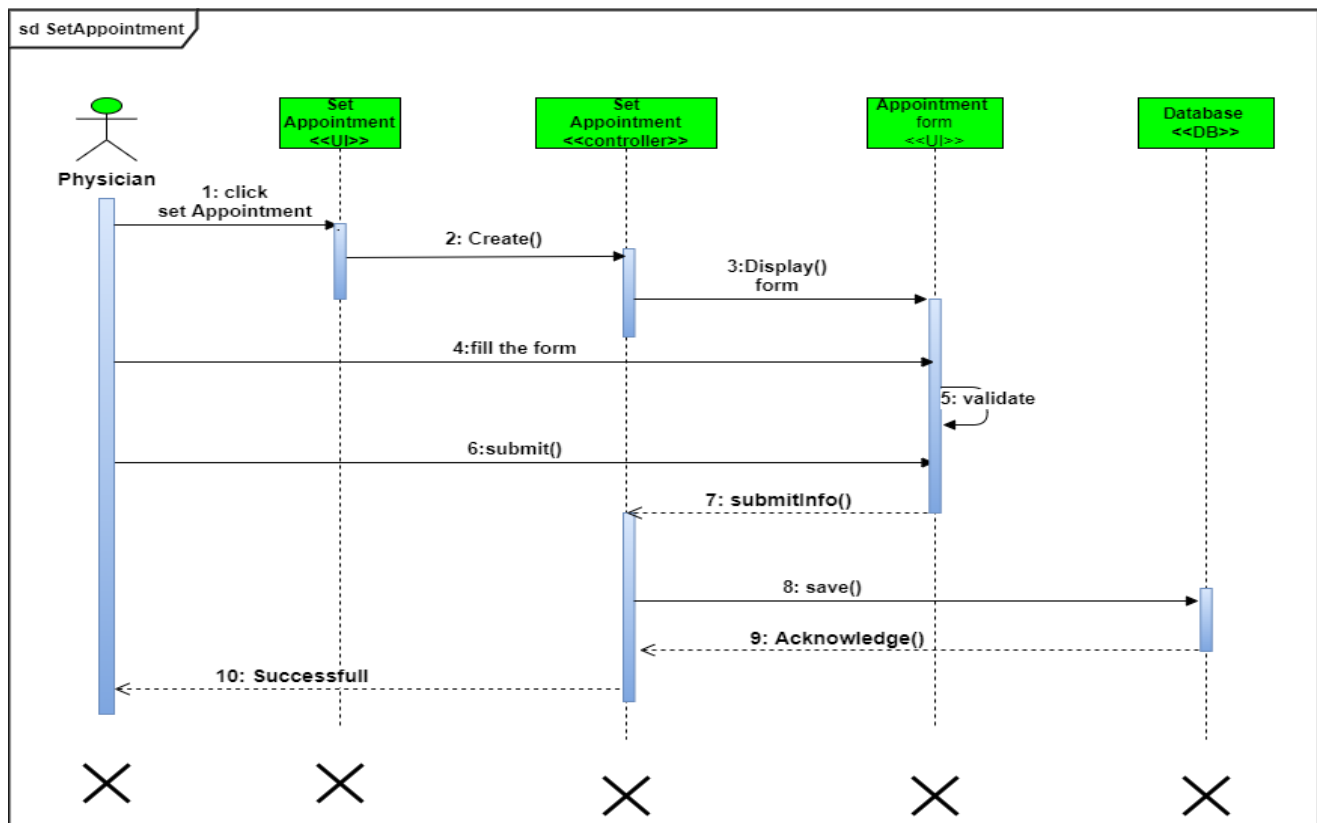 sd SetAppointment
Set
Appointment
<<UI>>
Set
Appointment
<<controller>>
Appointment
form
<<UI>>
Database
<<DB>>
Physician
1: click
set Appointment
2: Create()
3:Display()
form
4:fill the form
5: validate
6:submit()
7: submitInfo()
8: save()
9: Acknowledge()
10: Successfull